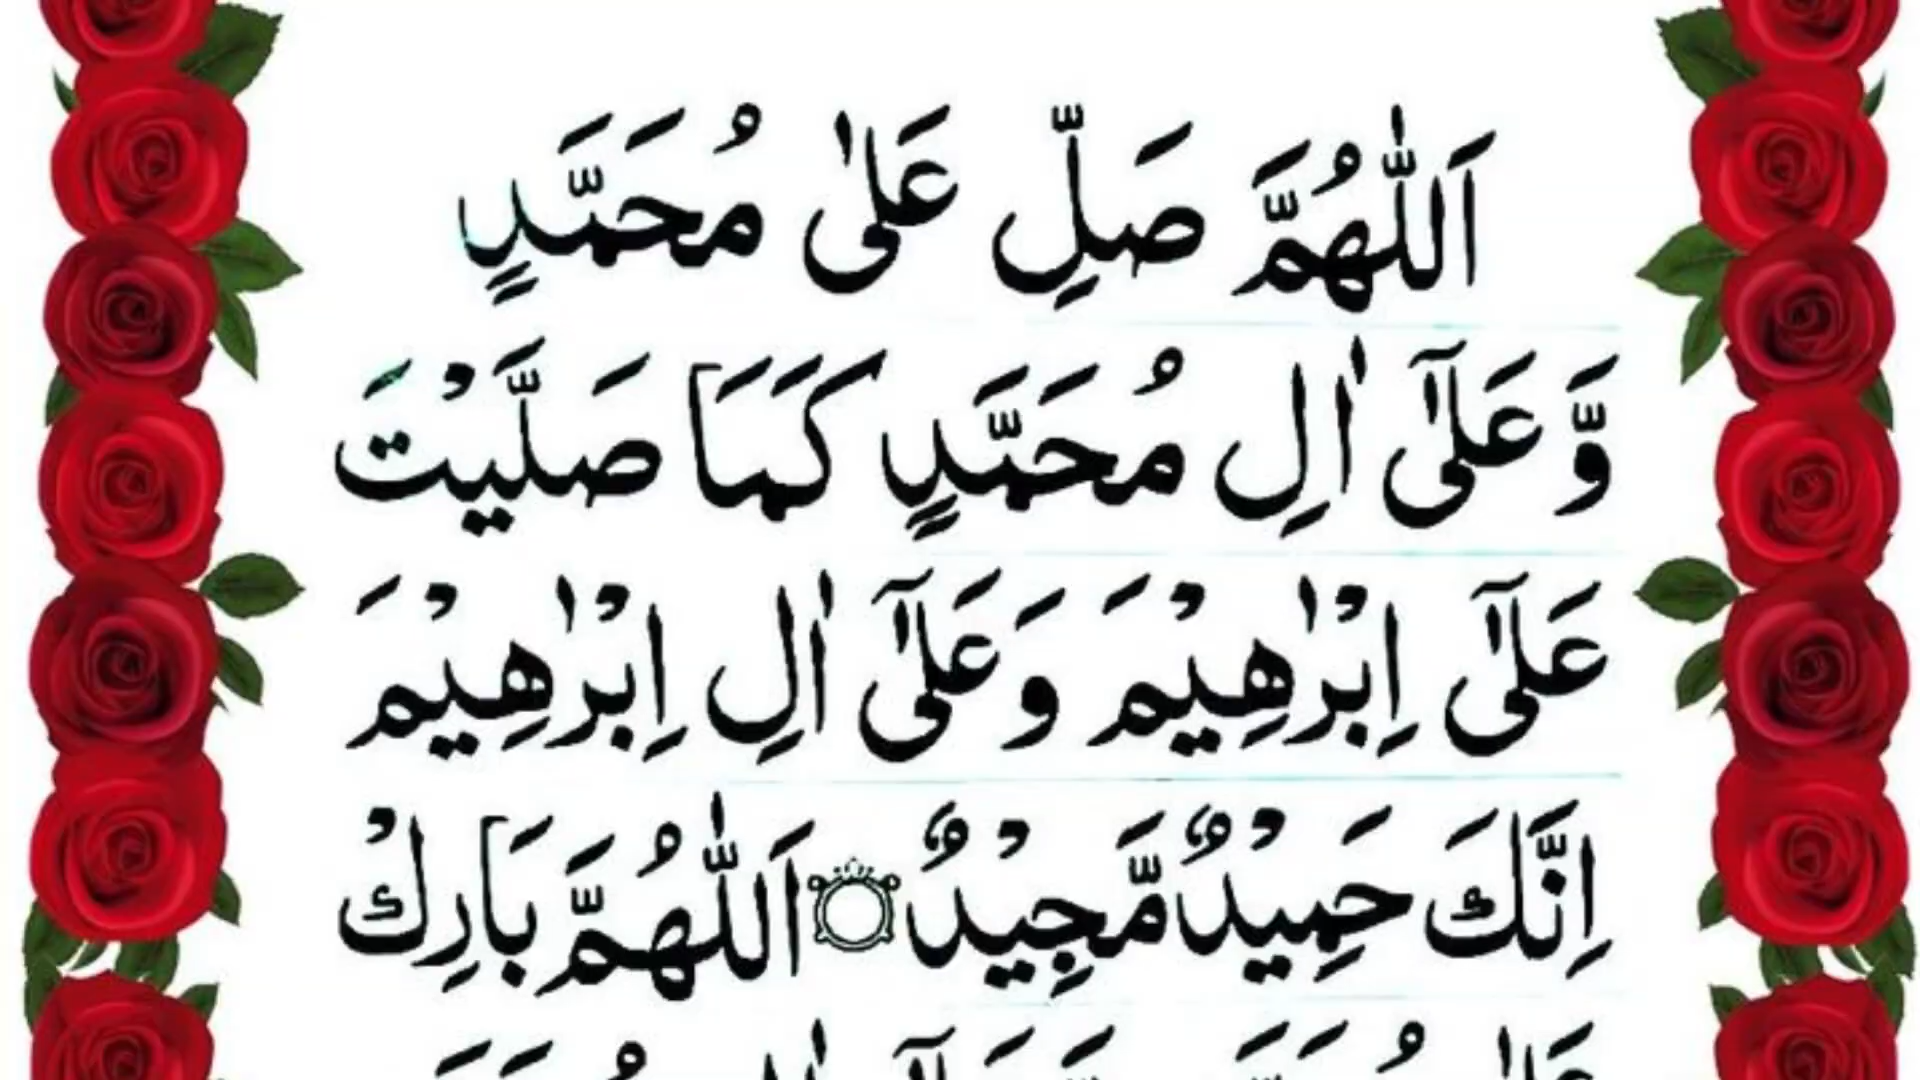 اَللّٰهُمَّ صَلِّ عَلٰی مُحَمَّدٍ
وَّعَلٰۤی اٰلِ مُحَمَّدٍ کَمَا صَلَّیْتَ
عَلٰۤی اِبْرٰهِیْمَ وَعَلٰۤی اٰلِ اِبْرٰهِیْمَ
اِنَّكَ حَمِیْدٌ مَّجِیْدٌ ۝ اَللّٰهُمَّ بَارِكْ